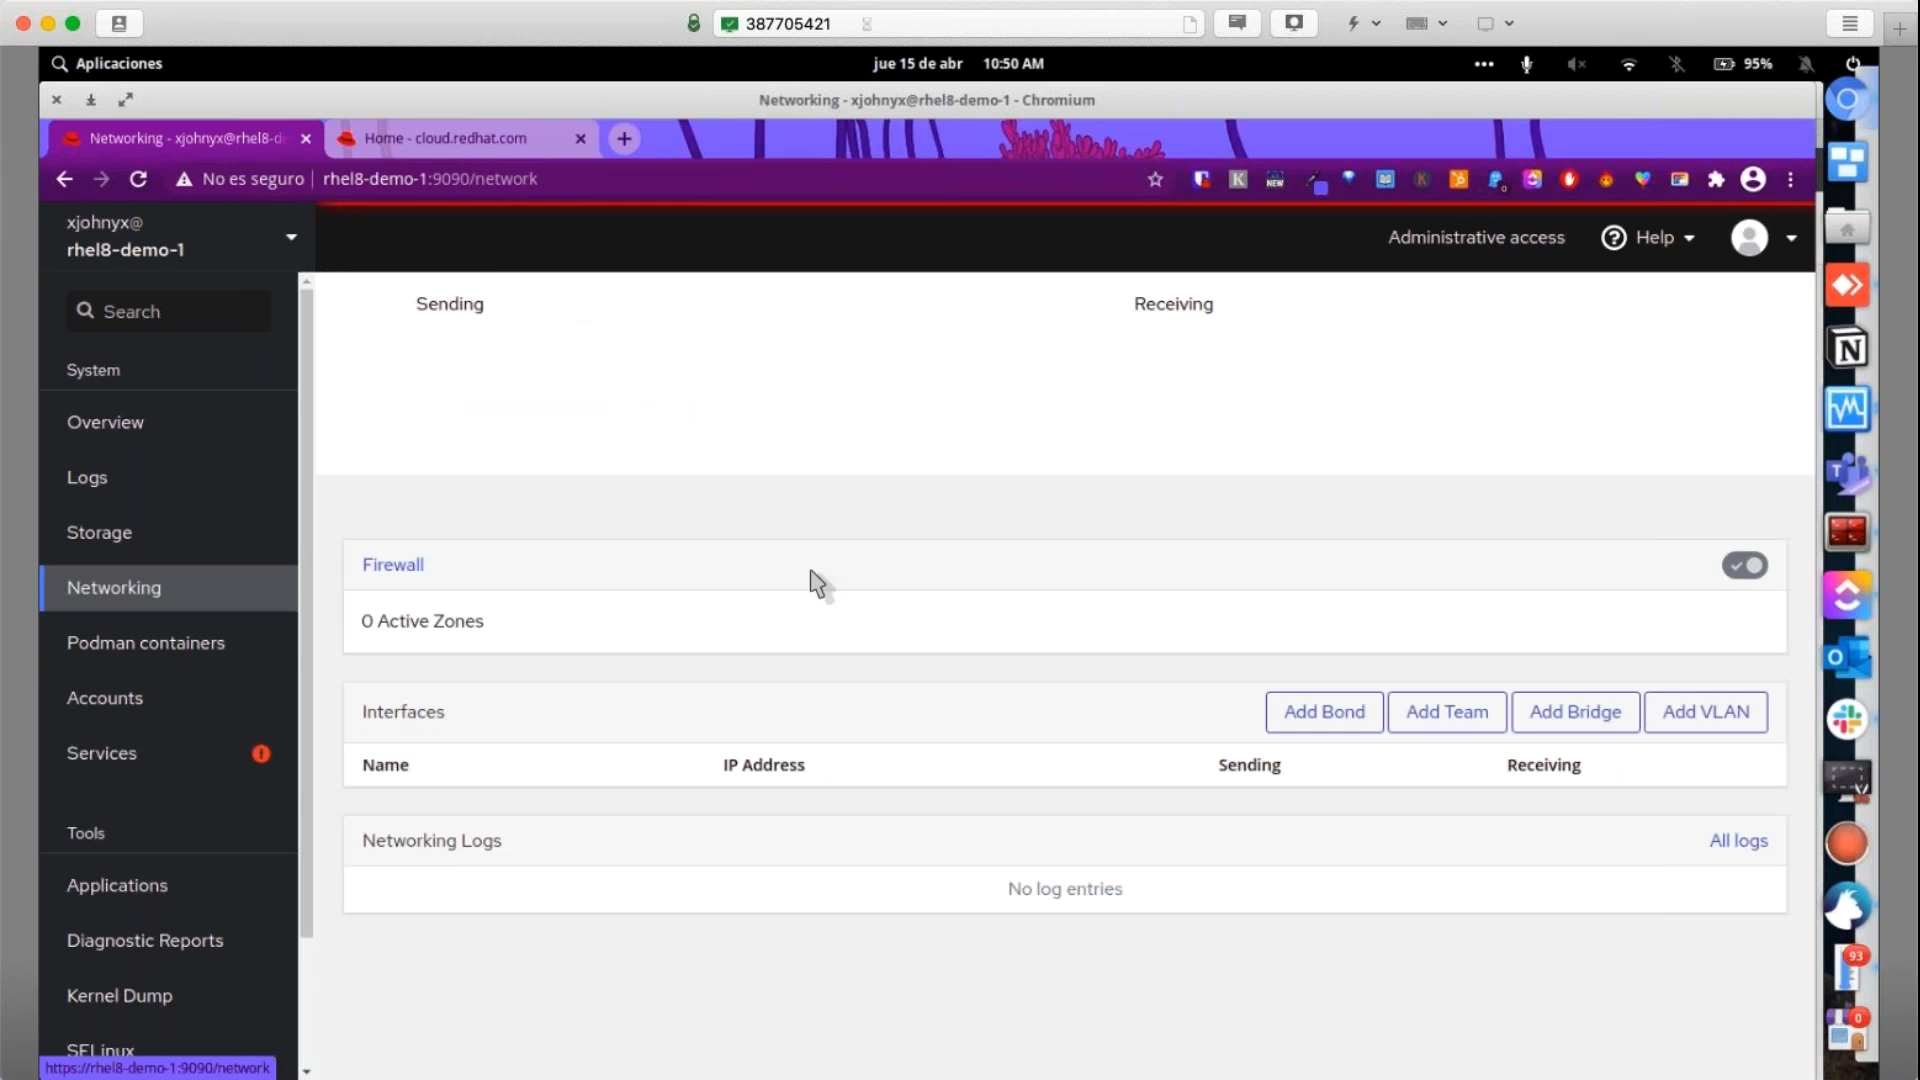 387705421
Aplicaciones
jue 15 de abr 10:50 AM
95%
Networking - xjohnyx@rhel8-demo-1 - Chromium
Networking - xjohnyx@rhel8-d
Home - cloud.redhat.com
No es seguro
rhel8-demo-1:9090/network
K
NEW
K
xjohnyx@
rhel8-demo-1
Administrative access
Help
Search
System
Overview
Logs
Storage
Networking
Podman containers
Accounts
Services
Tools
Applications
Diagnostic Reports
Kernel Dump
SELinux
https://rhel8-demo-1:9090/network
Sending
Receiving
Firewall
0 Active Zones
Interfaces
Add Bond
Add Team
Add Bridge
Add VLAN
Name
IP Address
Sending
Receiving
Networking Logs
All logs
No log entries
N
T
O
93
0